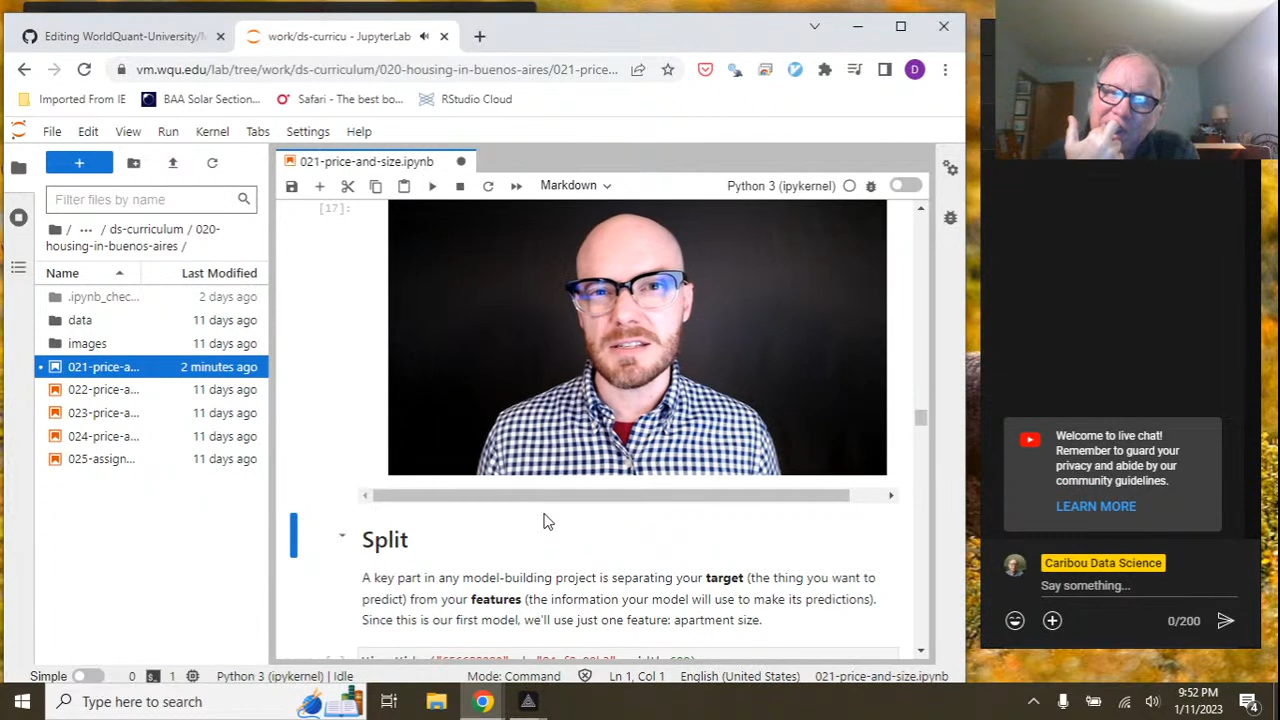 Editing WorldQuant-University/
work/ds-curricu - JupyterLab
vm.wqu.edu/lab/tree/work/ds-curriculum/020-housing-in-buenos-aires/021-price...
D
Imported From IE
BAA Solar Section...
Safari - The best bo...
RStudio Cloud
File Edit View Run Kernel Tabs Settings Help
021-price-and-size.ipynb
Markdown
Python 3 (ipykernel)
Filter files by name
/ ... / ds-curriculum / 020-
housing-in-buenos-aires /
Name Last Modified
.ipynb_chec... 2 days ago
data 11 days ago
images 11 days ago
021-price-a... 2 minutes ago
022-price-a... 11 days ago
023-price-a... 11 days ago
024-price-a... 11 days ago
025-assign... 11 days ago
[17]:
Split
A key part in any model-building project is separating your target (the thing you want to
predict) from your features (the information your model will use to make its predictions).
Since this is our first model, we'll use just one feature: apartment size.
Simple 0 1 Python 3 (ipykernel) | Idle Mode: Command Ln 1, Col 1 English (United States) 021-price-and-size.ipynb
Welcome to live chat!
Remember to guard your
privacy and abide by our
community guidelines.
LEARN MORE
Caribou Data Science
Say something...
0/200
Type here to search
9:52 PM
1/11/2023
4